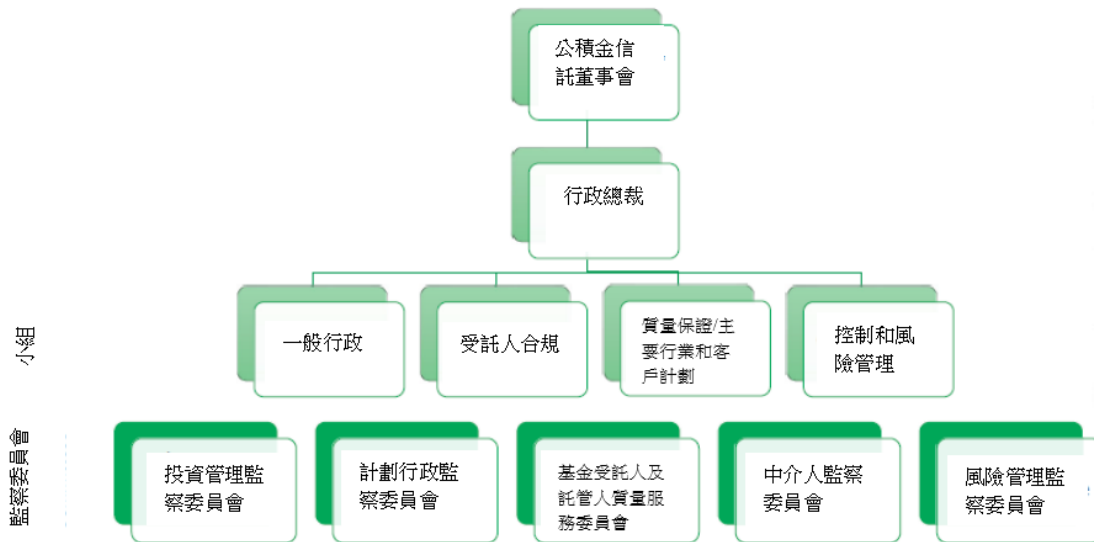 公積金信
託董事會
行政總裁
小組
一般行政
受託人合規
質量保證/主
要行業和客
戶計劃
控制和風
險管理
監察委員會
投資管理監
察委員會
計劃行政監
察委員會
基金受託人及
託管人質量服
務委員會
中介人監察
委員會
風險管理監
察委員會